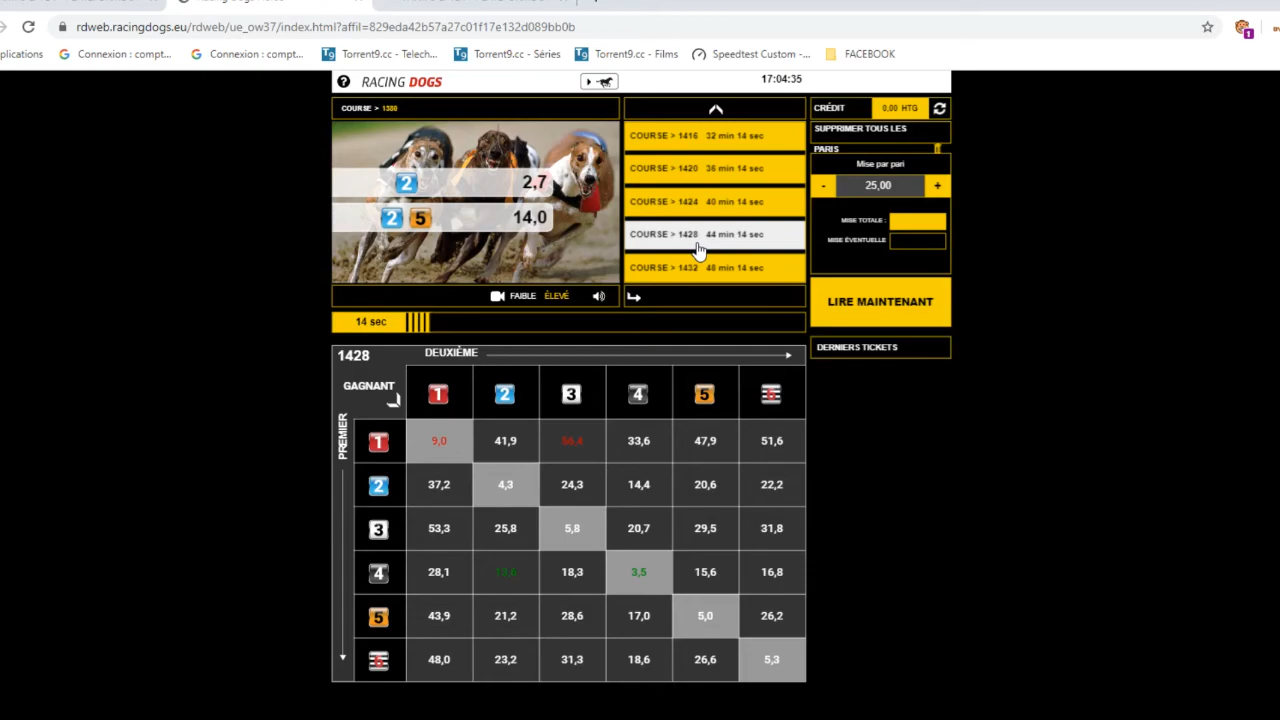 rdweb.racingdogs.eu/rdweb/ue_ow37/index.html?affil=829eda42b57a27c01f17e132d089bb0b
plications Connexion : compt... Connexion : compt... Torrent9.cc - Telech... Torrent9.cc - Séries Torrent9.cc - Films Speedtest Custom -... FACEBOOK
RACING DOGS 17:04:35
COURSE > 1380
2 2,7
2 5 14,0
FAIBLE ÉLEVÉ
COURSE > 1416 32 min 14 sec
COURSE > 1420 36 min 14 sec
COURSE > 1424 40 min 14 sec
COURSE > 1428 44 min 14 sec
COURSE > 1432 48 min 14 sec
CRÉDIT 0,00 HTG
SUPPRIMER TOUS LES
PARIS
Mise par pari
- 25,00 +
MISE TOTALE :
MISE ÉVENTUELLE
LIRE MAINTENANT
DERNIERS TICKETS
14 sec
1428 DEUXIÈME
GAGNANT 1 2 3 4 5 6
PREMIER
1 9,0 41,9 56,4 33,6 47,9 51,6
2 37,2 4,3 24,3 14,4 20,6 22,2
3 53,3 25,8 5,8 20,7 29,5 31,8
4 28,1 13,6 18,3 3,5 15,6 16,8
5 43,9 21,2 28,6 17,0 5,0 26,2
6 48,0 23,2 31,3 18,6 26,6 5,3